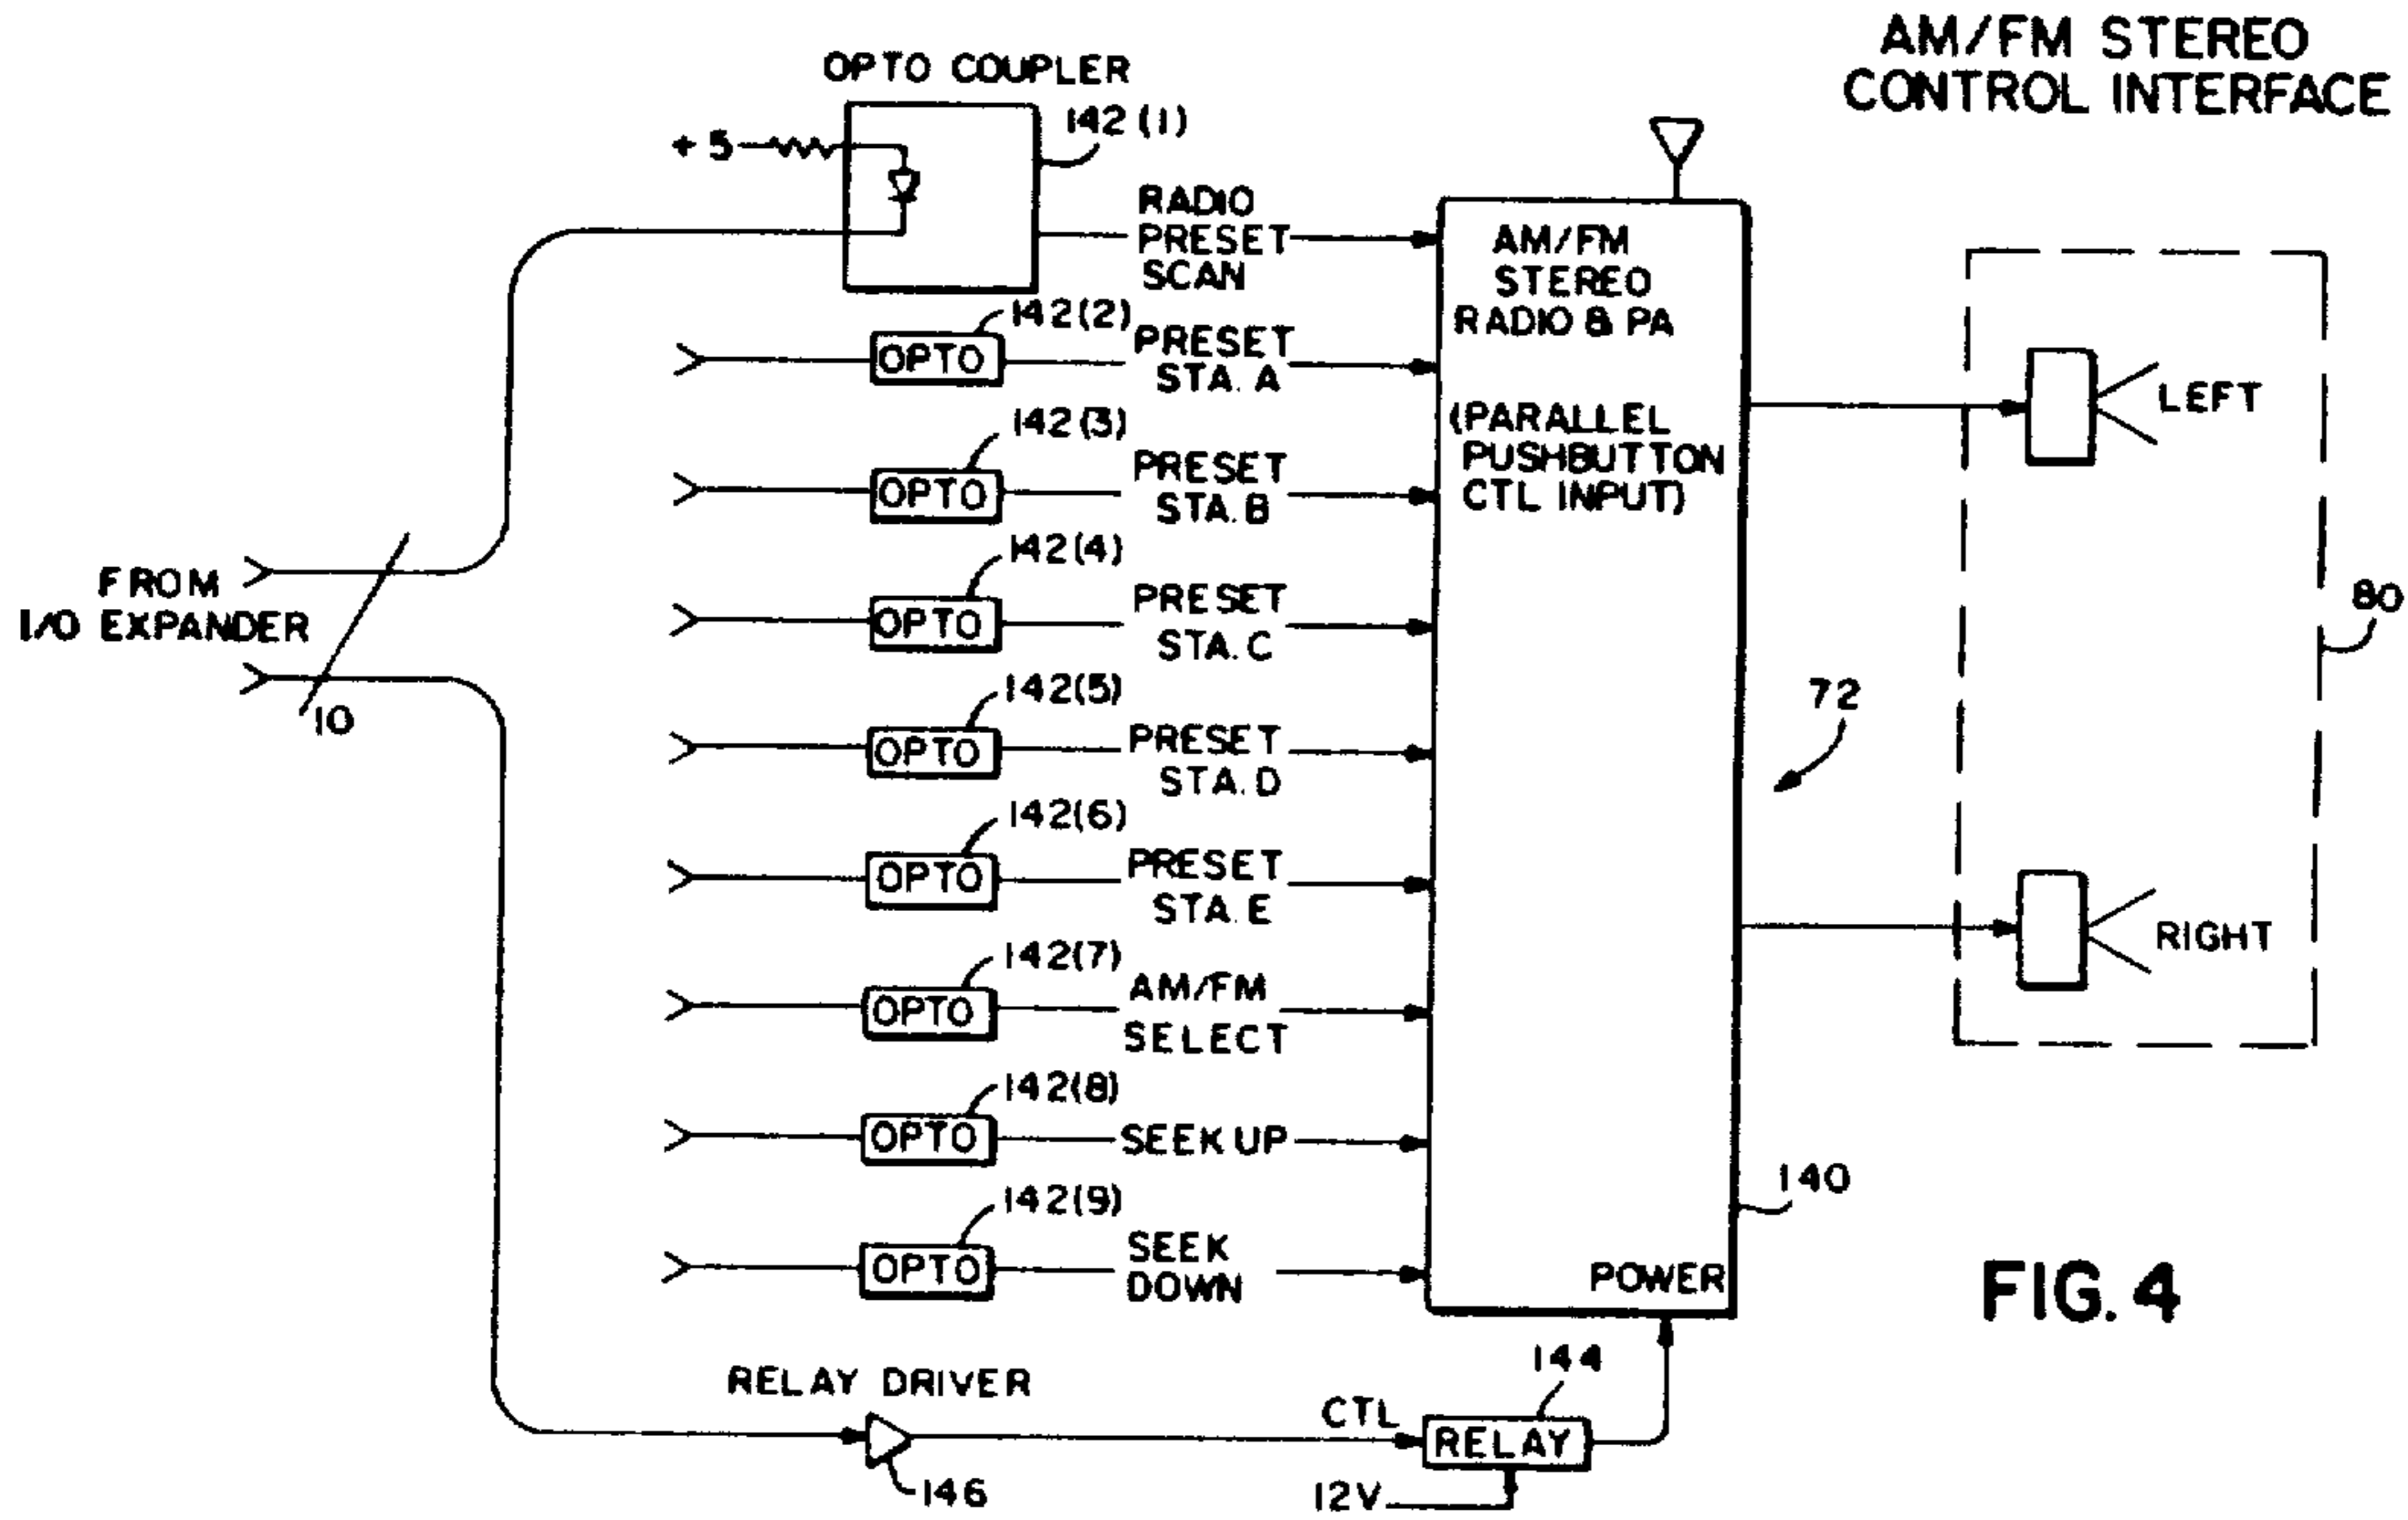 AM/FM STEREO
CONTROL INTERFACE
OPTO COUPLER
142(1)
+5
RADIO
PRESET
SCAN
AM/FM
STEREO
RADIO & PA
(PARALLEL
PUSHBUTTON
CTL INPUT)
142(2)
OPTO
PRESET
STA. A
142(3)
OPTO
PRESET
STA. B
142(4)
OPTO
PRESET
STA. C
142(5)
OPTO
PRESET
STA. D
142(6)
OPTO
PRESET
STA. E
142(7)
OPTO
AM/FM
SELECT
142(8)
OPTO
SEEK UP
142(9)
OPTO
SEEK
DOWN
FROM
I/O EXPANDER
10
LEFT
RIGHT
80
72
140
POWER
FIG. 4
RELAY DRIVER
146
CTL
144
RELAY
12V